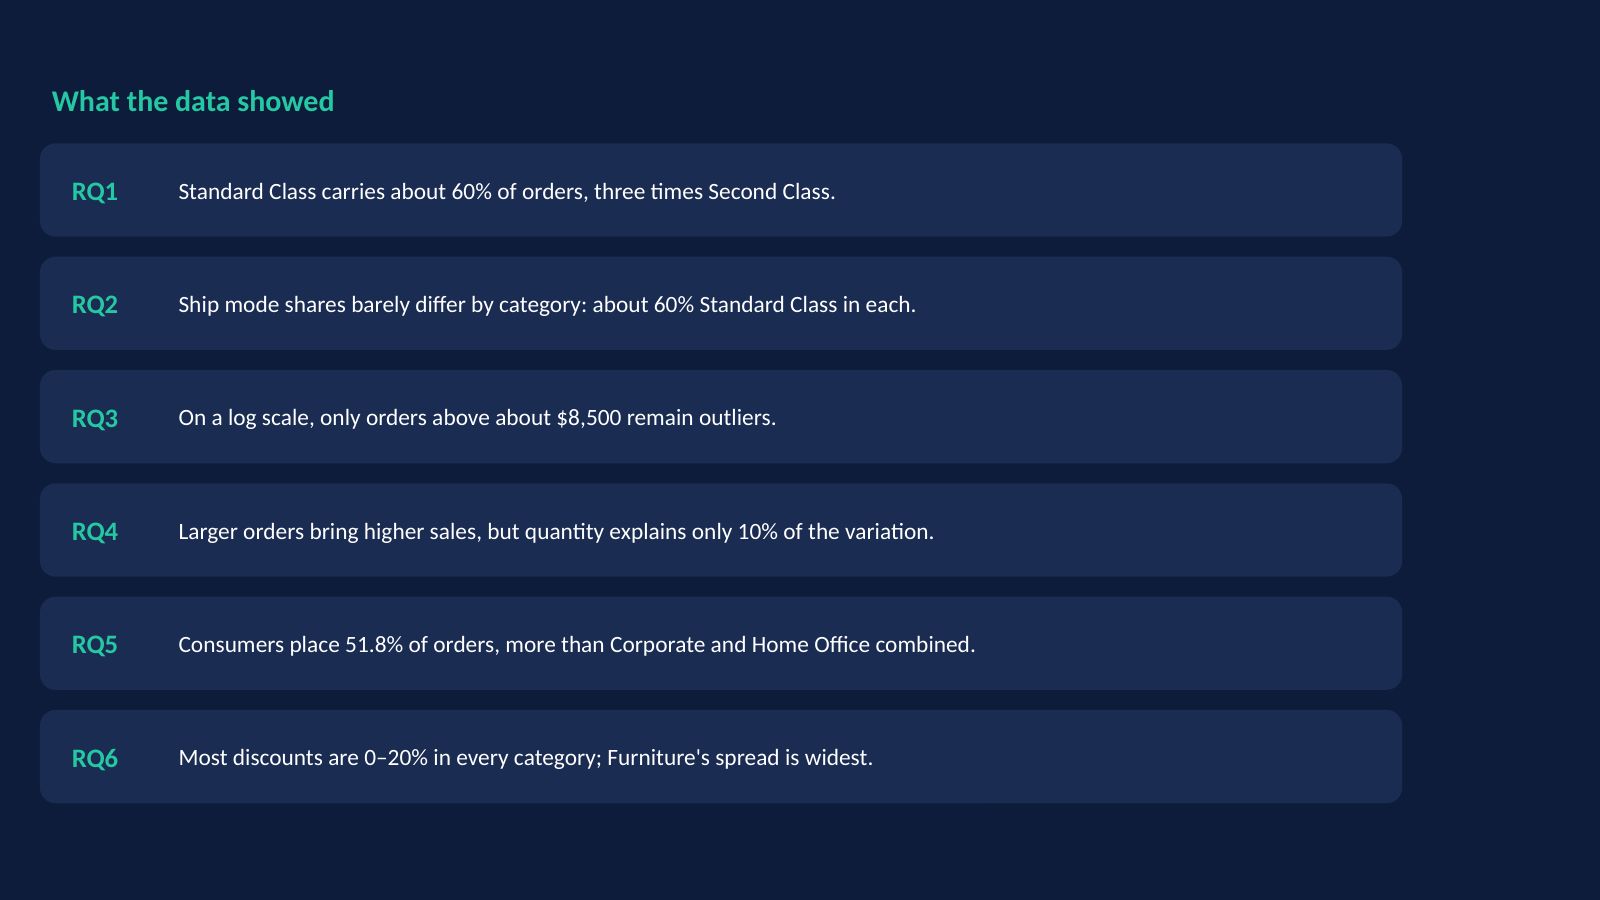 What the data showed
RQ1 Standard Class carries about 60% of orders, three times Second Class.
RQ2 Ship mode shares barely differ by category: about 60% Standard Class in each.
RQ3 On a log scale, only orders above about $8,500 remain outliers.
RQ4 Larger orders bring higher sales, but quantity explains only 10% of the variation.
RQ5 Consumers place 51.8% of orders, more than Corporate and Home Office combined.
RQ6 Most discounts are 0–20% in every category; Furniture's spread is widest.